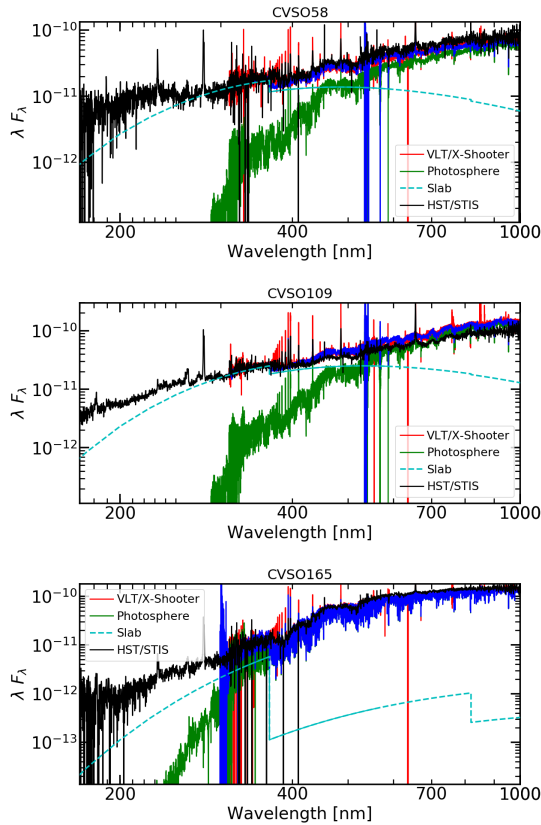 CVSO58
10⁻¹⁰
10⁻¹¹
10⁻¹²
λ F_λ
VLT/X-Shooter
Photosphere
Slab
HST/STIS
200 400 700 1000
Wavelength [nm]
CVSO109
10⁻¹⁰
10⁻¹¹
10⁻¹²
λ F_λ
VLT/X-Shooter
Photosphere
Slab
HST/STIS
200 400 700 1000
Wavelength [nm]
CVSO165
10⁻¹⁰
10⁻¹¹
10⁻¹²
10⁻¹³
λ F_λ
VLT/X-Shooter
Photosphere
Slab
HST/STIS
200 400 700 1000
Wavelength [nm]